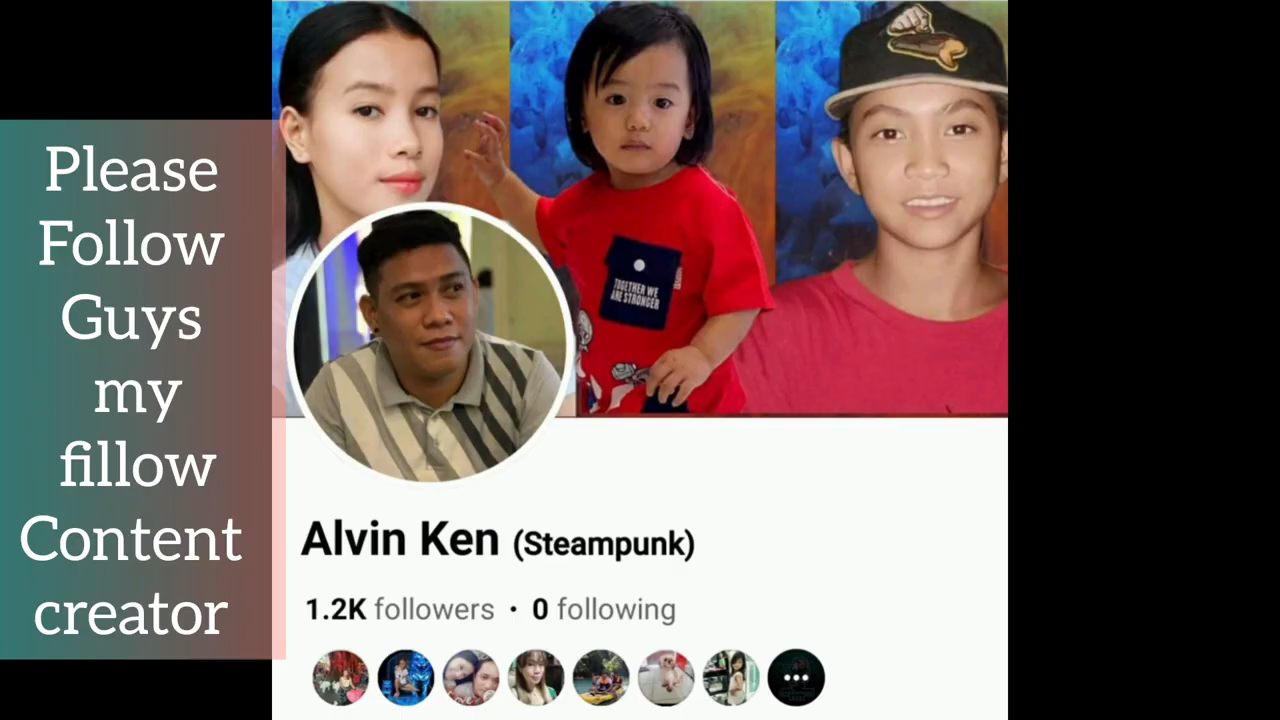 Please
Follow
Guys
my
fillow
Content
creator
TOGETHER WE
ARE STRONGER
Alvin Ken (Steampunk)
1.2K followers · 0 following